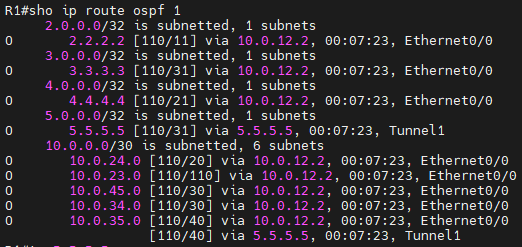 R1#sho ip route ospf 1
2.0.0.0/32 is subnetted, 1 subnets
O 2.2.2.2 [110/11] via 10.0.12.2, 00:07:23, Ethernet0/0
3.0.0.0/32 is subnetted, 1 subnets
O 3.3.3.3 [110/31] via 10.0.12.2, 00:07:23, Ethernet0/0
4.0.0.0/32 is subnetted, 1 subnets
O 4.4.4.4 [110/21] via 10.0.12.2, 00:07:23, Ethernet0/0
5.0.0.0/32 is subnetted, 1 subnets
O 5.5.5.5 [110/31] via 5.5.5.5, 00:07:23, Tunnel1
10.0.0.0/30 is subnetted, 6 subnets
O 10.0.24.0 [110/20] via 10.0.12.2, 00:07:23, Ethernet0/0
O 10.0.23.0 [110/110] via 10.0.12.2, 00:07:23, Ethernet0/0
O 10.0.45.0 [110/30] via 10.0.12.2, 00:07:23, Ethernet0/0
O 10.0.34.0 [110/30] via 10.0.12.2, 00:07:23, Ethernet0/0
O 10.0.35.0 [110/40] via 10.0.12.2, 00:07:23, Ethernet0/0
[110/40] via 5.5.5.5, 00:07:23, Tunnel1